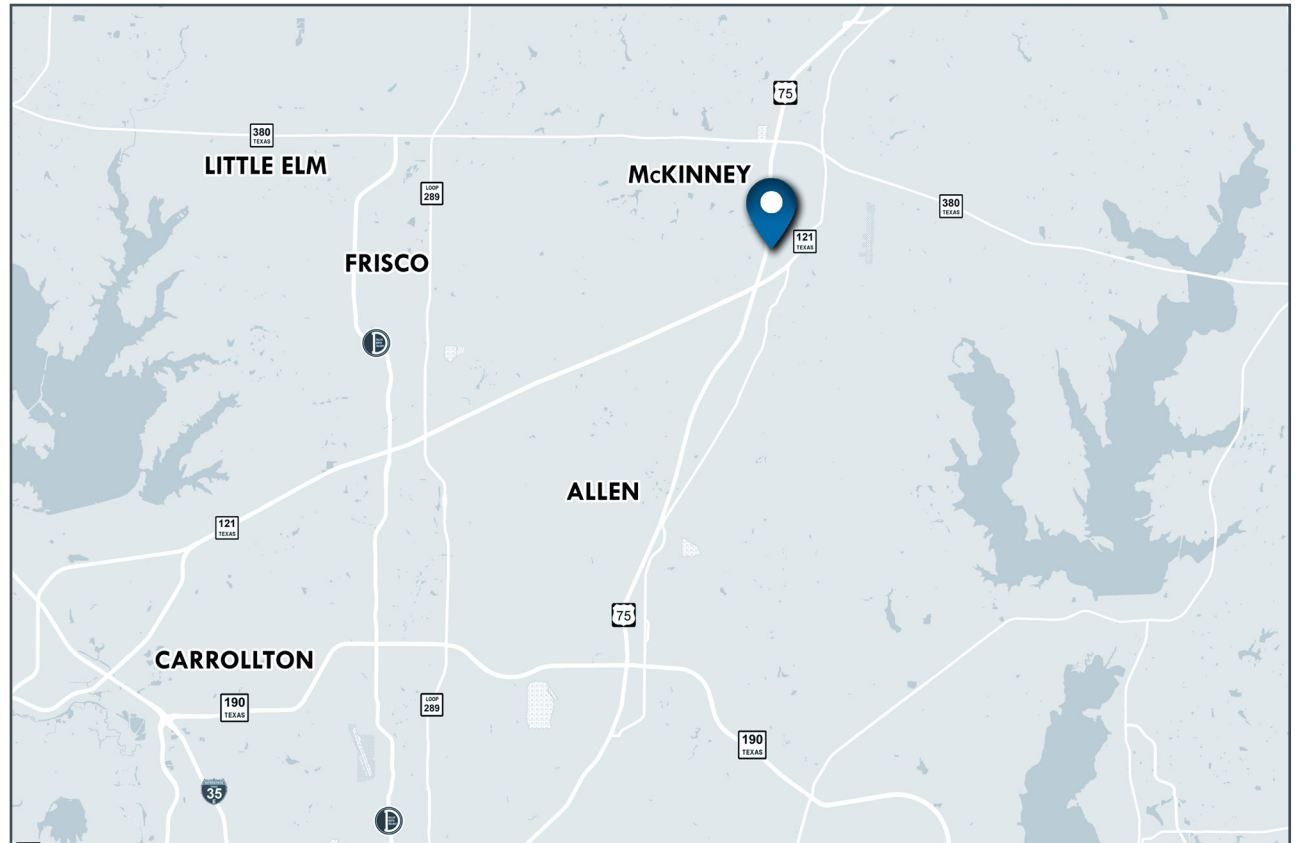 75
380
TEXAS
LITTLE ELM
McKINNEY
LOOP
289
380
TEXAS
121
TEXAS
FRISCO
D
ALLEN
121
TEXAS
75
CARROLLTON
190
TEXAS
LOOP
289
190
TEXAS
35
D